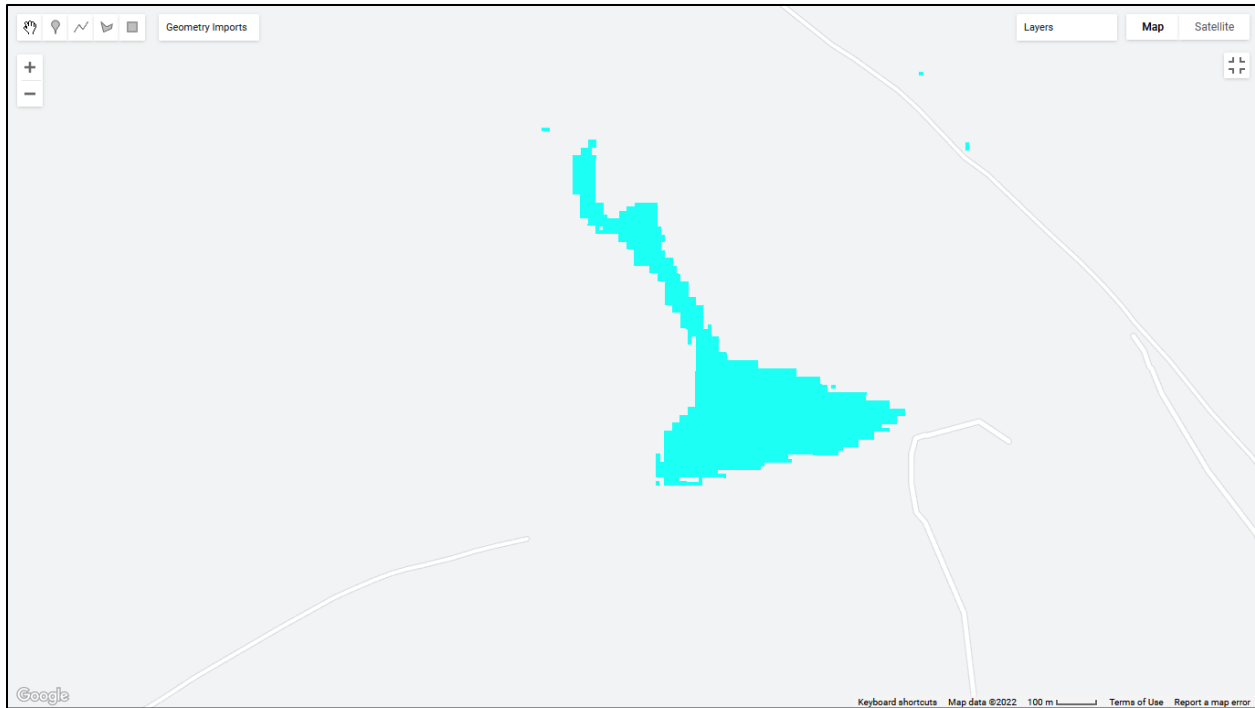 Geometry Imports
Layers
Map
Satellite
+
−
Google
Keyboard shortcuts
Map data ©2022
100 m
Terms of Use
Report a map error